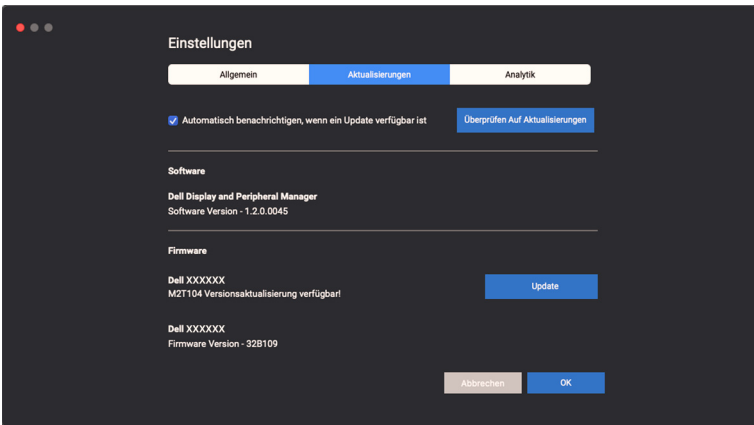 Einstellungen
Allgemein
Aktualisierungen
Analytik
Automatisch benachrichtigen, wenn ein Update verfügbar ist
Überprüfen Auf Aktualisierungen
Software
Dell Display and Peripheral Manager
Software Version - 1.2.0.0045
Firmware
Dell XXXXXX
M2T104 Versionsaktualisierung verfügbar!
Update
Dell XXXXXX
Firmware Version - 32B109
Abbrechen
OK